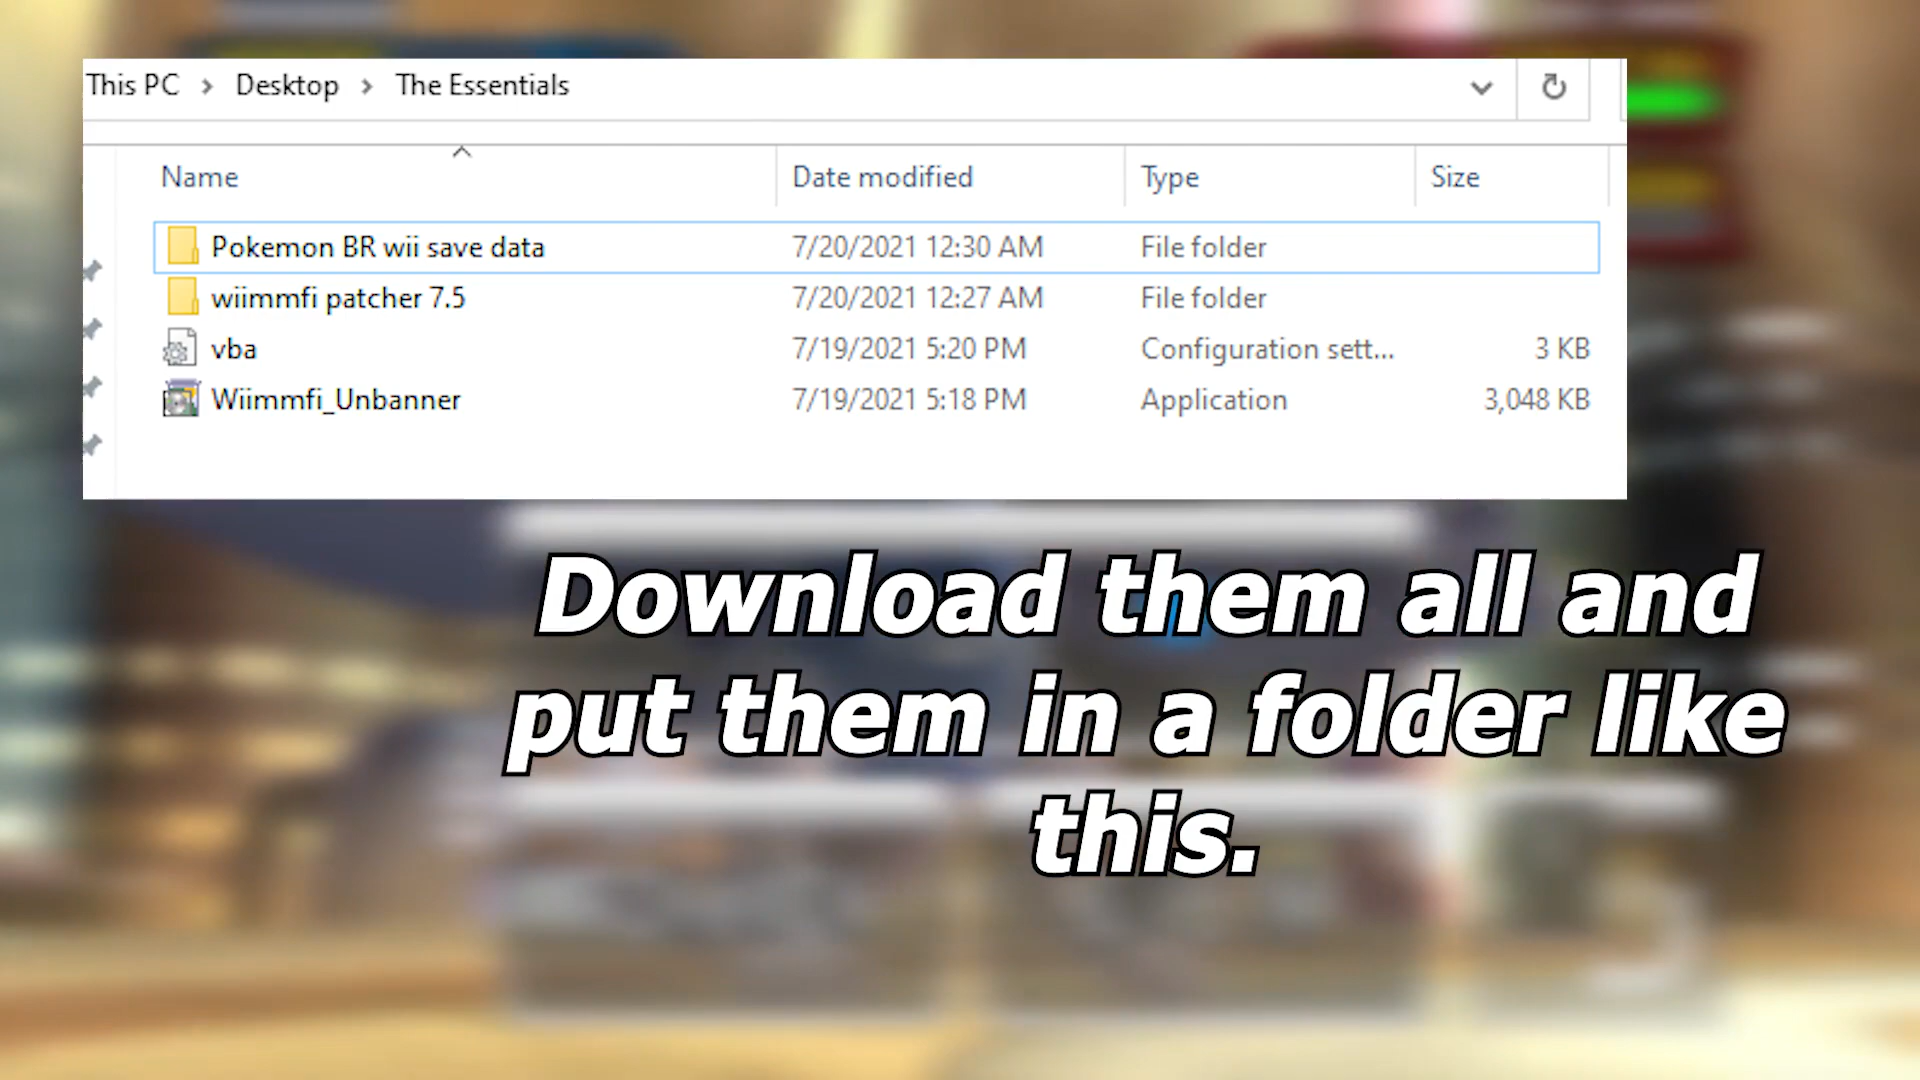 This PC > Desktop > The Essentials
Name Date modified Type Size
Pokemon BR wii save data 7/20/2021 12:30 AM File folder
wiimmfi patcher 7.5 7/20/2021 12:27 AM File folder
vba 7/19/2021 5:20 PM Configuration sett... 3 KB
Wiimmfi_Unbanner 7/19/2021 5:18 PM Application 3,048 KB
Download them all and
put them in a folder like
this.